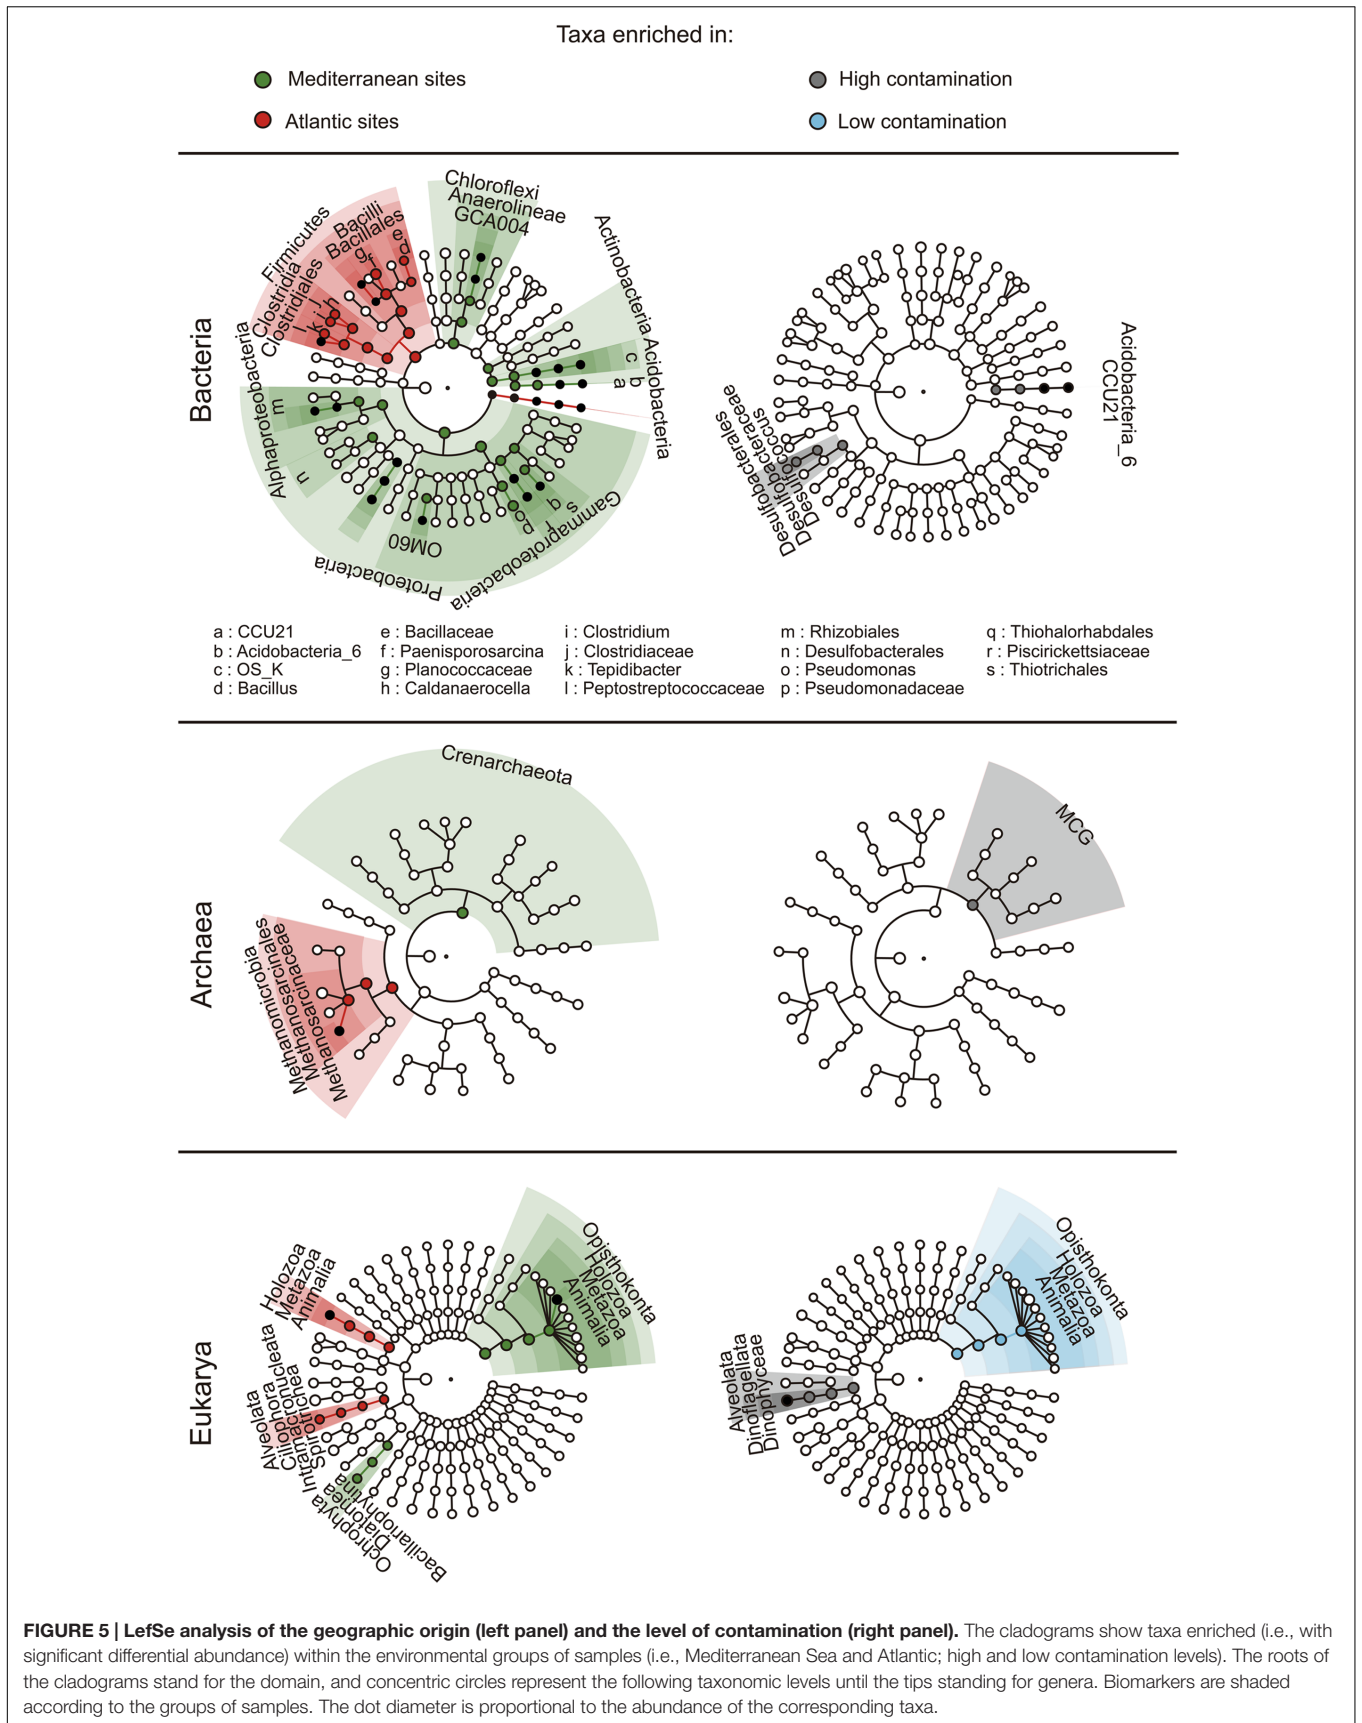 Taxa enriched in:
Mediterranean sites
High contamination
Atlantic sites
Low contamination
Bacteria
Firmicutes
Clostridia
Clostridiales
Bacilli
Bacillales
e
d
g
f
l
k
i
j
h
Chloroflexi
Anaerolineae
GCA004
Actinobacteria
Acidobacteria
c
b
a
Alphaproteobacteria
m
n
Proteobacteria
OM60
Gammaproteobacteria
o
p
q
r
s
Acidobacteria_6
CCU21
Desulfobacterales
Desulfobacteraceae
Desulfococcus
a : CCU21
b : Acidobacteria_6
c : OS_K
d : Bacillus
e : Bacillaceae
f : Paenisporosarcina
g : Planococcaceae
h : Caldanaerocella
i : Clostridium
j : Clostridiaceae
k : Tepidibacter
l : Peptostreptococcaceae
m : Rhizobiales
n : Desulfobacterales
o : Pseudomonas
p : Pseudomonadaceae
q : Thiohalorhabdales
r : Piscirickettsiaceae
s : Thiotrichales
Archaea
Crenarchaeota
Methanomicrobia
Methanosarcinales
Methanosarcinaceae
MCG
Eukarya
Holozoa
Metazoa
Animalia
Opisthokonta
Holozoa
Metazoa
Animalia
Alveolata
Ciliophora
Intramacronucleata
Spirotrichea
Ochrophyta
Diatomea
Bacillariophytina
Opisthokonta
Holozoa
Metazoa
Animalia
Alveolata
Dinoflagellata
Dinophyceae
FIGURE 5 | LefSe analysis of the geographic origin (left panel) and the level of contamination (right panel). The cladograms show taxa enriched (i.e., with
significant differential abundance) within the environmental groups of samples (i.e., Mediterranean Sea and Atlantic; high and low contamination levels). The roots of
the cladograms stand for the domain, and concentric circles represent the following taxonomic levels until the tips standing for genera. Biomarkers are shaded
according to the groups of samples. The dot diameter is proportional to the abundance of the corresponding taxa.